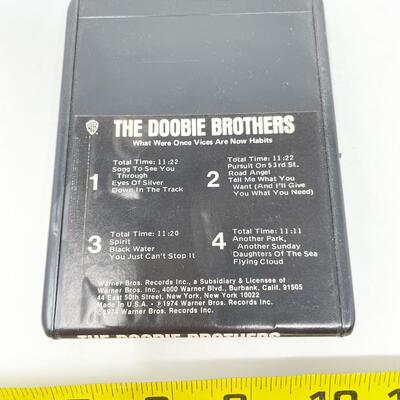 THE DOOBIE BROTHERS
What Were Once Vices Are Now Habits
1
Total Time: 11:22
Song To See You
Through
Eyes Of Silver
Down In The Track
2
Total Time: 11:22
Pursuit On 53rd St.
Road Angel
Tell Me What You
Want (And I'll Give
You What You Need)
3
Total Time: 11:20
Spirit
Black Water
You Just Can't Stop It
4
Total Time: 11:11
Another Park,
Another Sunday
Daughters Of The Sea
Flying Cloud
Warner Bros. Records Inc., a Subsidiary & Licensee of
Warner Bros. Inc., 4000 Warner Blvd., Burbank, Calif. 91505
44 East 50th Street, New York, New York 10022
Made in U.S.A. • ℗1974 Warner Bros. Records Inc.
©1974 Warner Bros. Records Inc.
THE DOOBIE BROTHERS